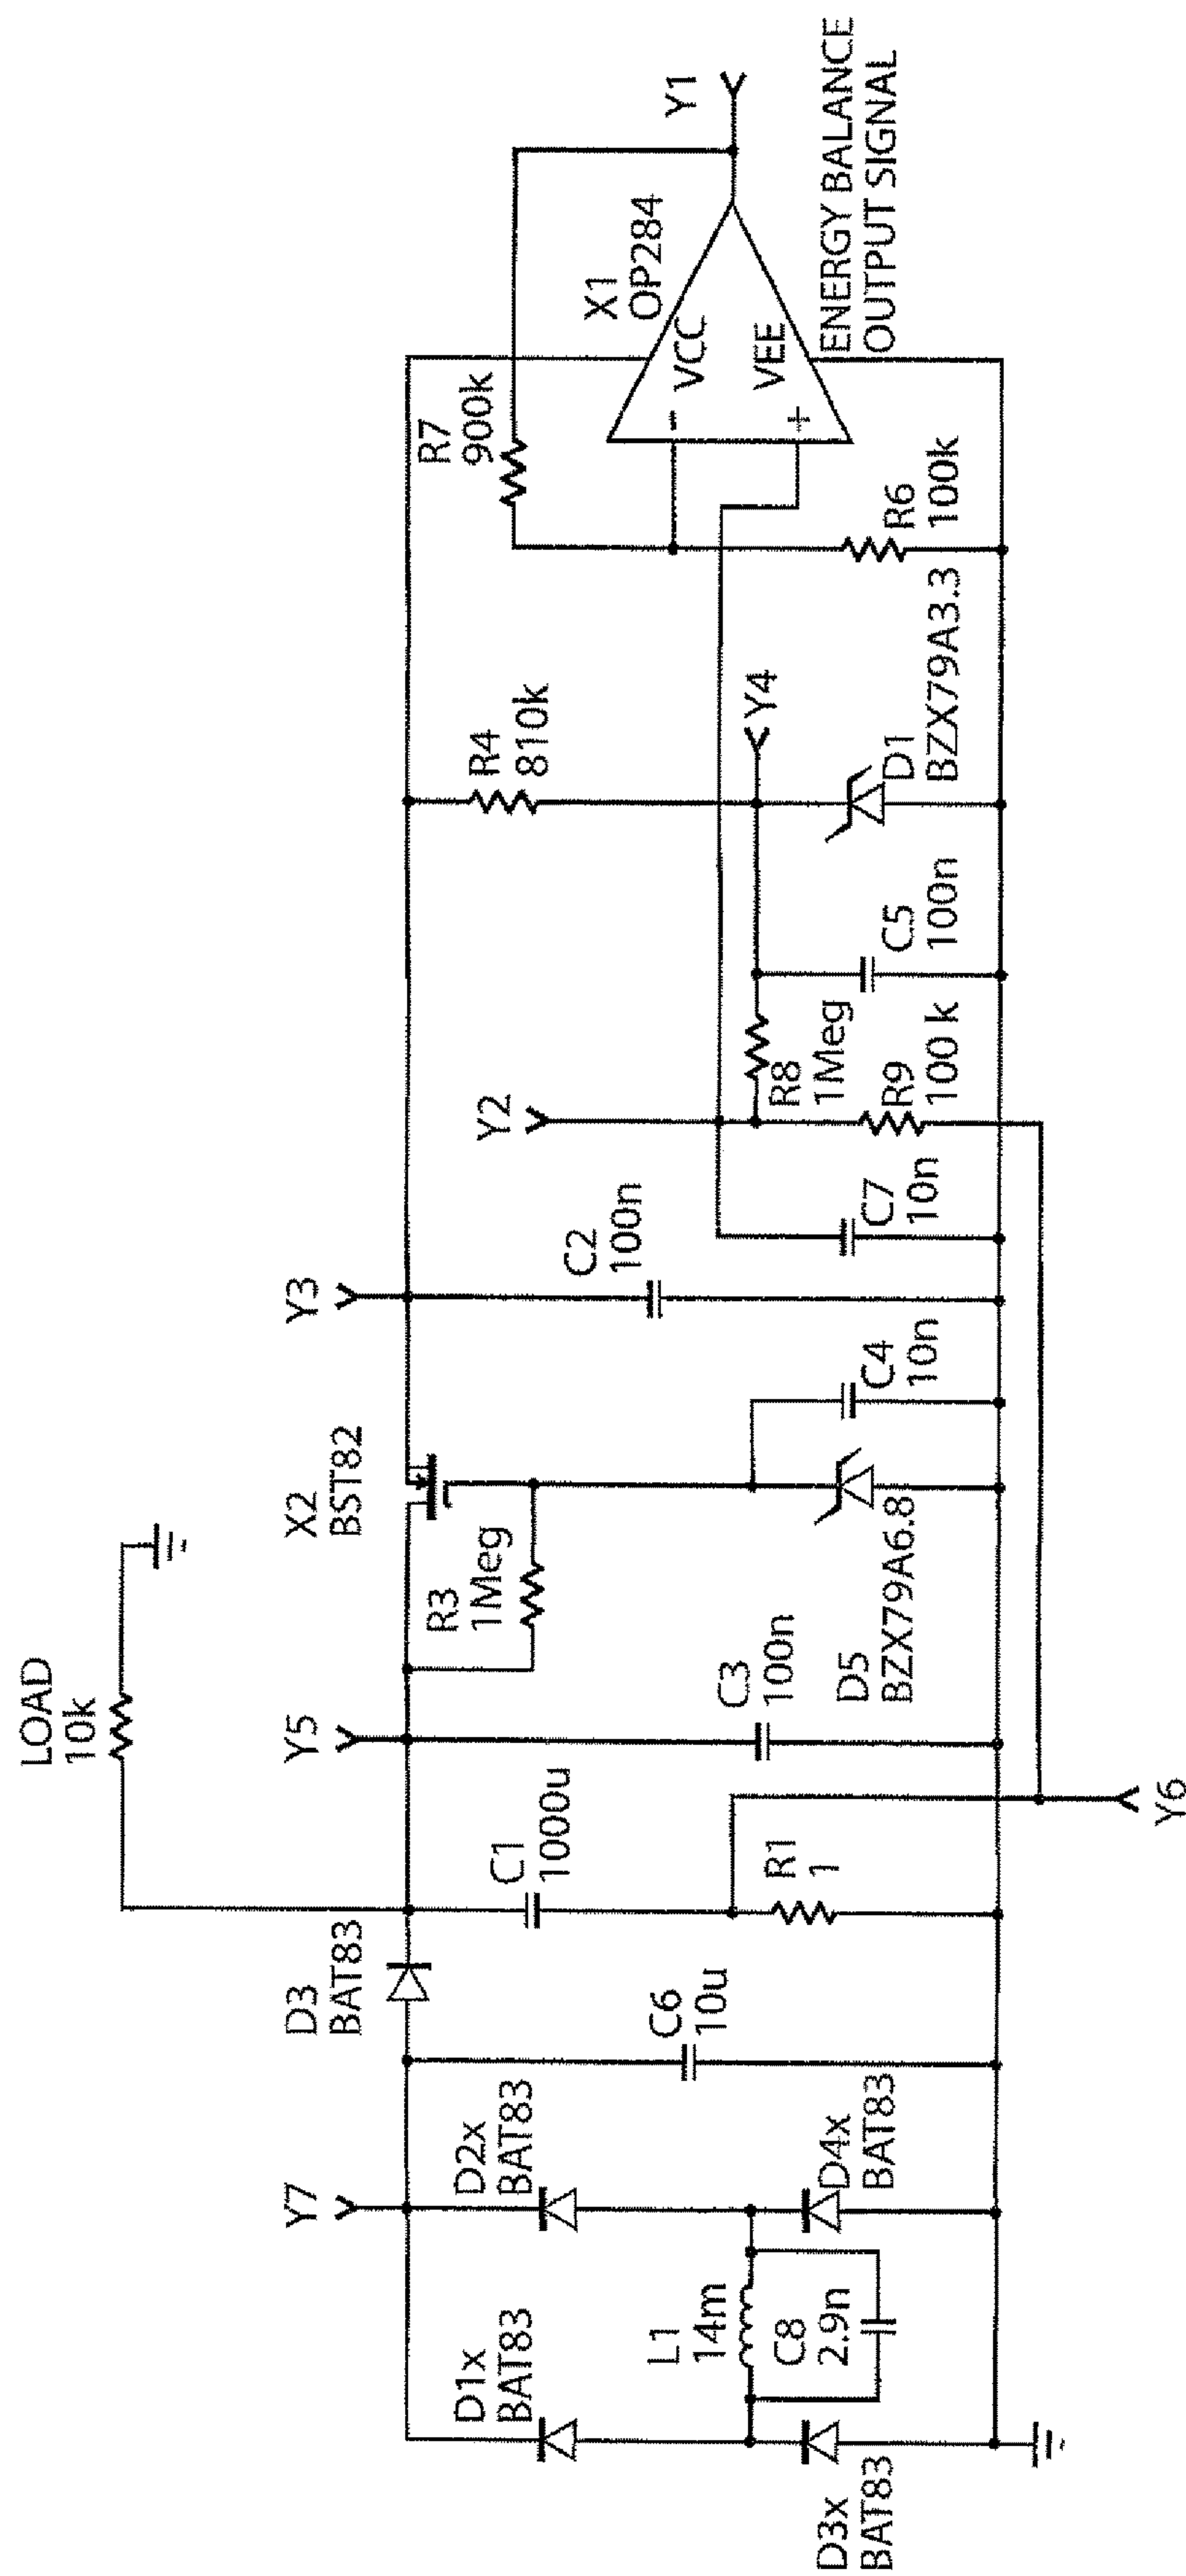 LOAD
10k
Y7
D3
BAT83
Y5
X2
BST82
Y3
Y2
D1x
BAT83
D2x
BAT83
C1
1000u
R3
1Meg
C2
100n
R4
810k
R7
900k
X1
OP284
Y1
L1
14m
C8
2.9n
C6
10u
R1
1
C3
100n
R8
1Meg
Y4
VCC
VEE
-
+
D3x
BAT83
D4x
BAT83
D5
BZX79A6.8
C4
10n
C7
10n
R9
100 k
C5
100n
D1
BZX79A3.3
R6
100k
ENERGY BALANCE
OUTPUT SIGNAL
Y6